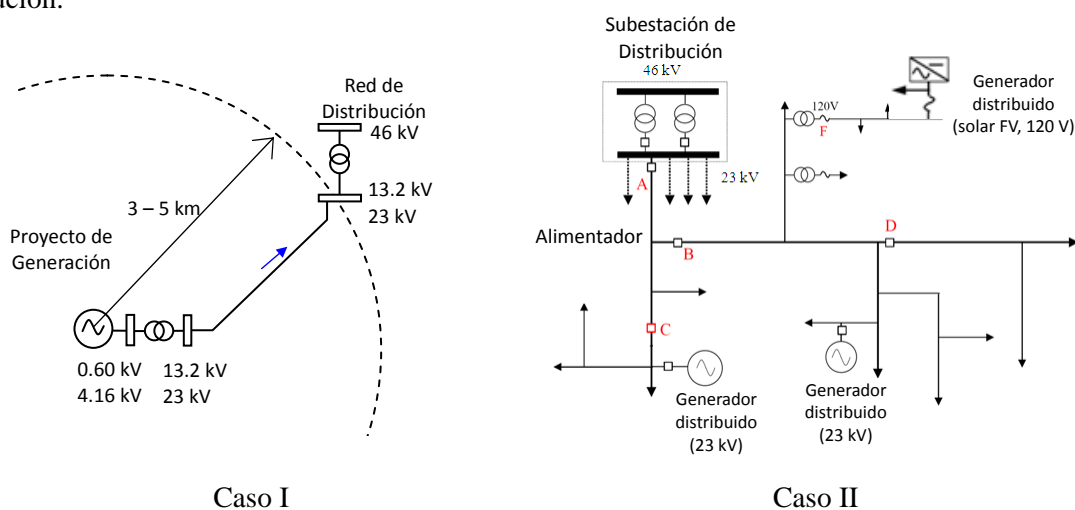 ución.
Red de
Distribución
46 kV
13.2 kV
23 kV
3 – 5 km
Proyecto de
Generación
0.60 kV
4.16 kV
13.2 kV
23 kV
Caso I
Subestación de
Distribución
46 kV
23 kV
A
Alimentador
B
C
D
120V
F
Generador
distribuido
(solar FV, 120 V)
Generador
distribuido
(23 kV)
Generador
distribuido
(23 kV)
Caso II